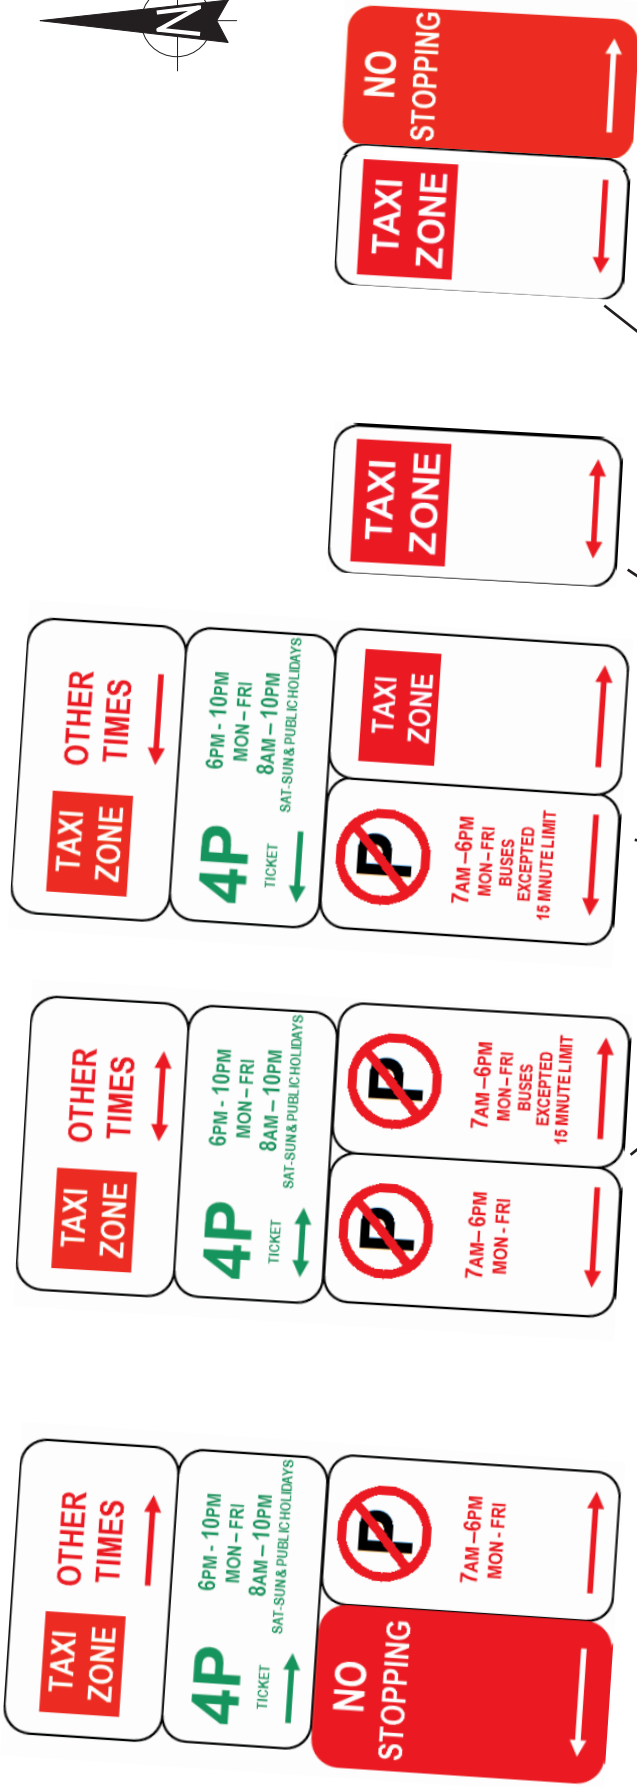 N
NO
STOPPING
TAXI
ZONE
TAXI
ZONE
TAXI
ZONE
OTHER
TIMES
4P
TICKET
6PM - 10PM
MON – FRI
8AM – 10PM
SAT-SUN & PUBLIC HOLIDAYS
TAXI
ZONE
P
7AM –6PM
MON – FRI
BUSES
EXCEPTED
15 MNUTE LIMIT
TAXI
ZONE
OTHER
TIMES
4P
TICKET
6PM - 10PM
MON – FRI
8AM – 10PM
SAT-SUN & PUBLIC HOLIDAYS
P
7AM –6PM
MON – FRI
BUSES
EXCEPTED
15 MNUTE LIMIT
P
7AM– 6PM
MON - FRI
TAXI
ZONE
OTHER
TIMES
4P
TICKET
6PM - 10PM
MON – FRI
8AM – 10PM
SAT-SUN & PUBLIC HOLIDAYS
P
7AM –6PM
MON - FRI
NO
STOPPING